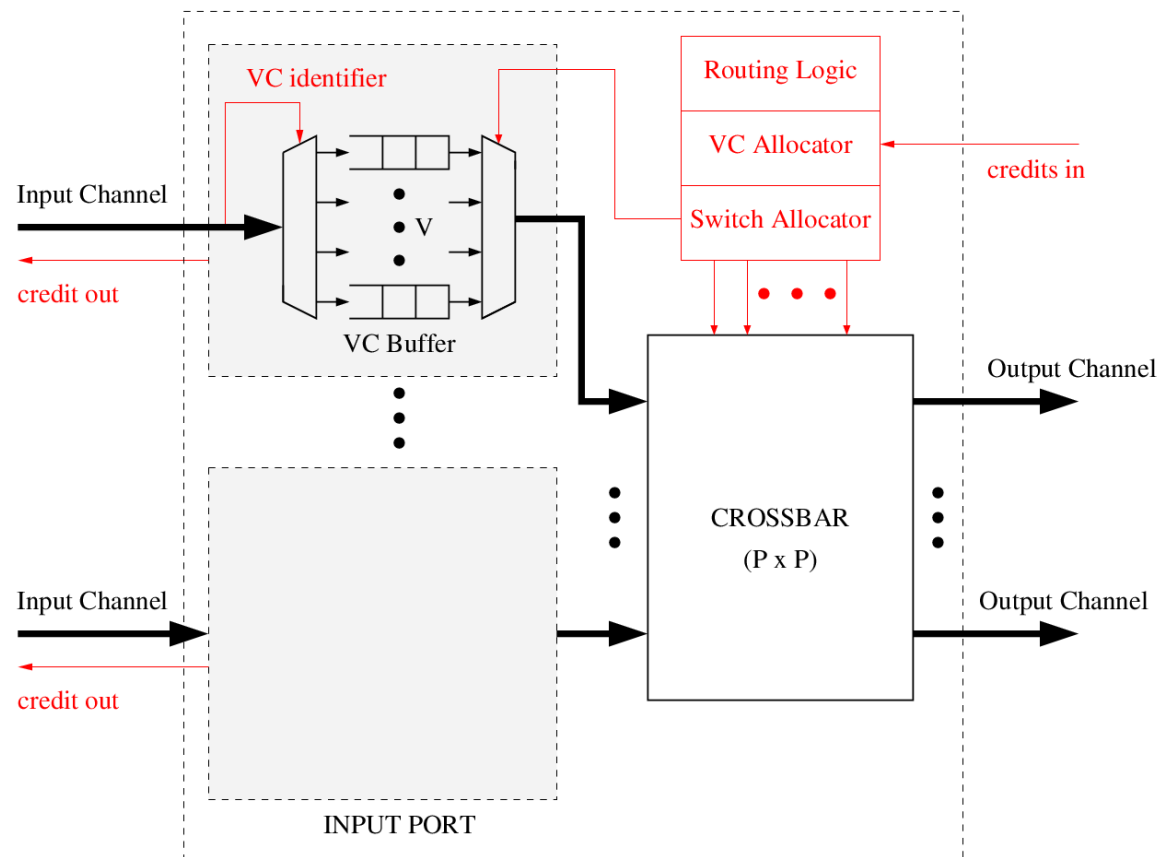 VC identifier
Routing Logic
VC Allocator
credits in
Input Channel
Switch Allocator
V
credit out
VC Buffer
Output Channel
CROSSBAR
(P x P)
Input Channel
Output Channel
credit out
INPUT PORT